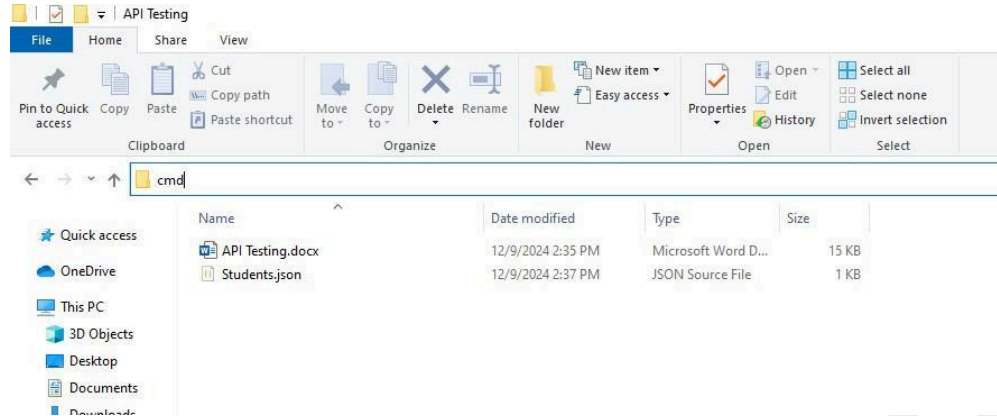 API Testing
File Home Share View
Pin to Quick access
Copy
Paste
Cut
Copy path
Paste shortcut
Clipboard
Move to
Copy to
Delete
Rename
Organize
New folder
New item
Easy access
New
Properties
Open
Edit
History
Open
Select all
Select none
Invert selection
Select
cmd
Name Date modified Type Size
API Testing.docx 12/9/2024 2:35 PM Microsoft Word D... 15 KB
Students.json 12/9/2024 2:37 PM JSON Source File 1 KB
Quick access
OneDrive
This PC
3D Objects
Desktop
Documents
Downloads